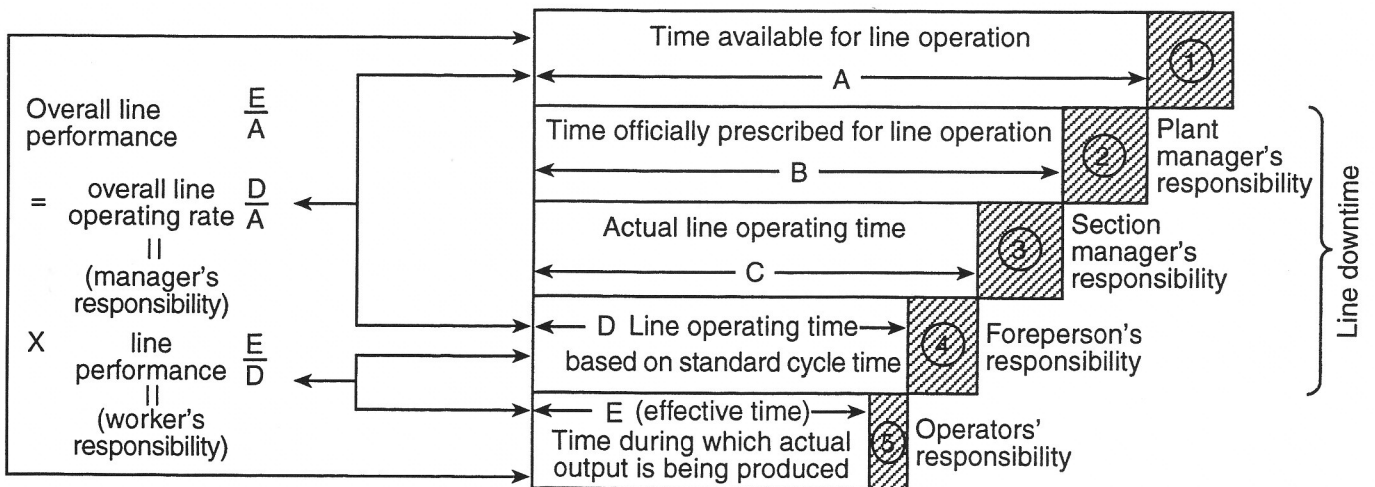 Time available for line operation
A
1
Overall line
performance
E
A
Time officially prescribed for line operation
B
2
Plant
manager's
responsibility
=
overall line
operating rate
D
A
||
(manager's
responsibility)
Actual line operating time
C
3
Section
manager's
responsibility
Line downtime
X
line
performance
E
D
||
(worker's
responsibility)
D Line operating time
based on standard cycle time
4
Foreperson's
responsibility
E (effective time)
Time during which actual
output is being produced
5
Operators'
responsibility